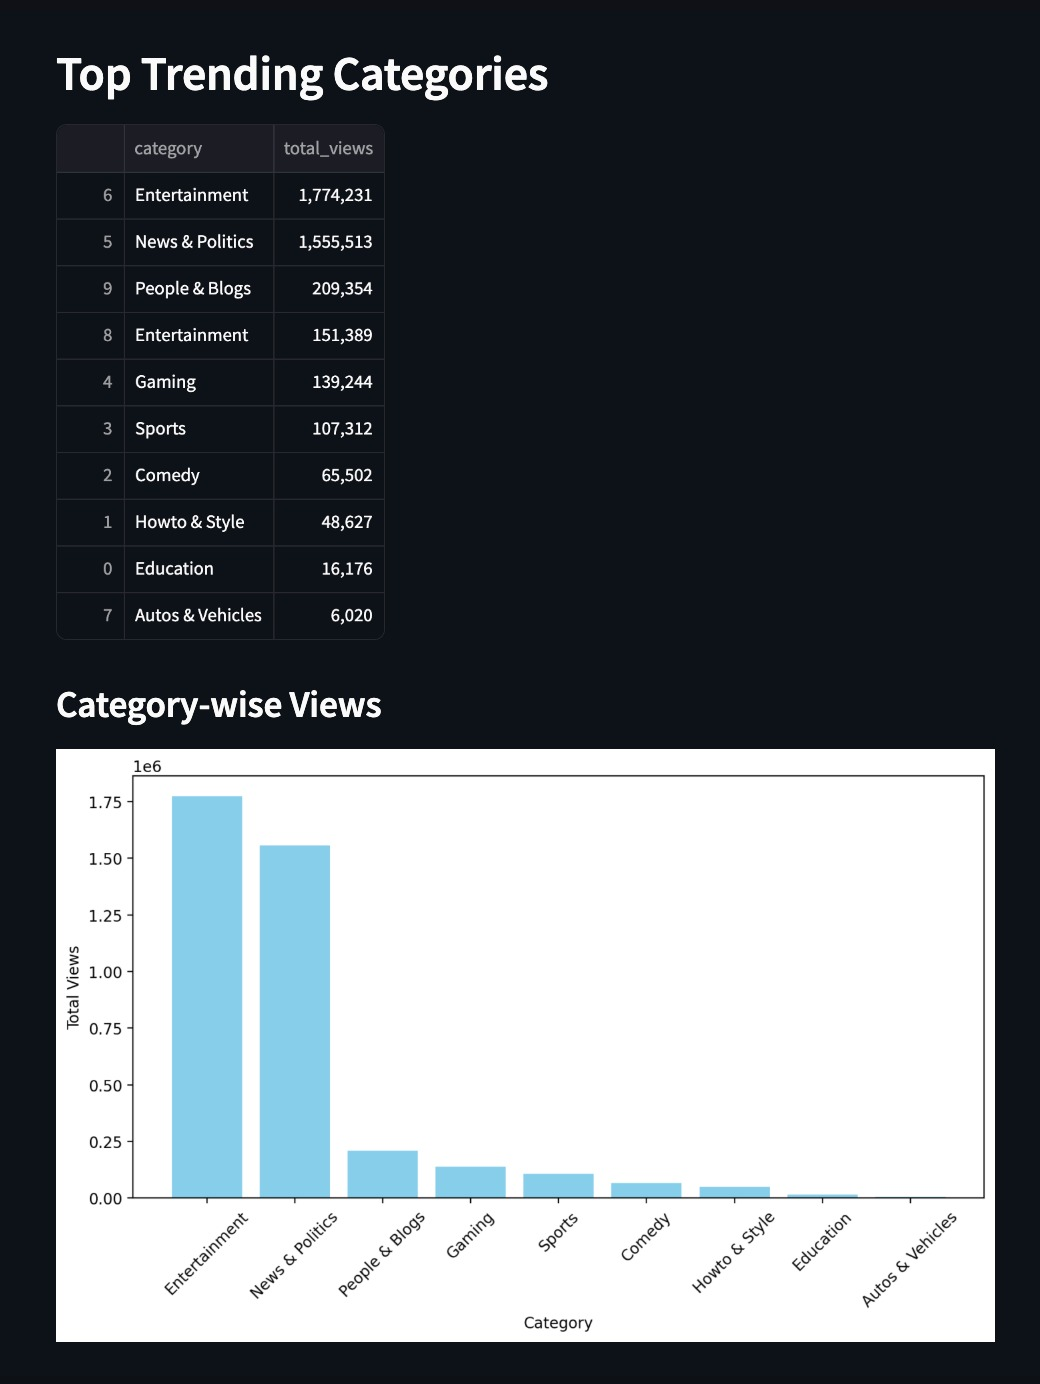 Top Trending Categories
category total_views
6 Entertainment 1,774,231
5 News & Politics 1,555,513
9 People & Blogs 209,354
8 Entertainment 151,389
4 Gaming 139,244
3 Sports 107,312
2 Comedy 65,502
1 Howto & Style 48,627
0 Education 16,176
7 Autos & Vehicles 6,020
Category-wise Views
1e6
1.75
1.50
1.25
1.00
0.75
0.50
0.25
0.00
Total Views
Entertainment
News & Politics
People & Blogs
Gaming
Sports
Comedy
Howto & Style
Education
Autos & Vehicles
Category